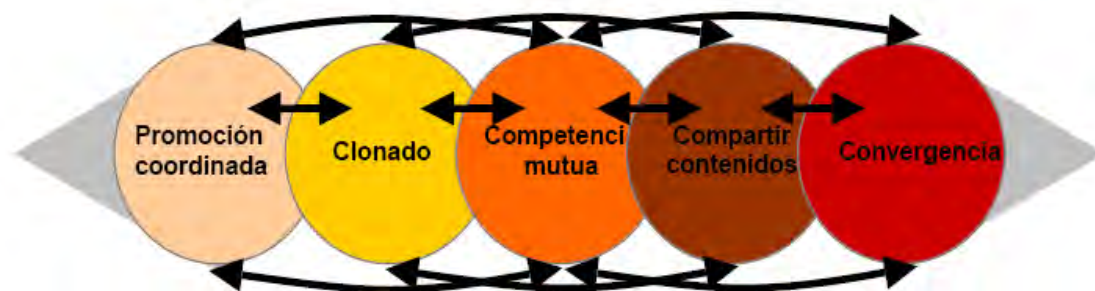 Promoción
coordinada
Clonado
Competenci
mutua
Compartir
contenidos
Convergencia